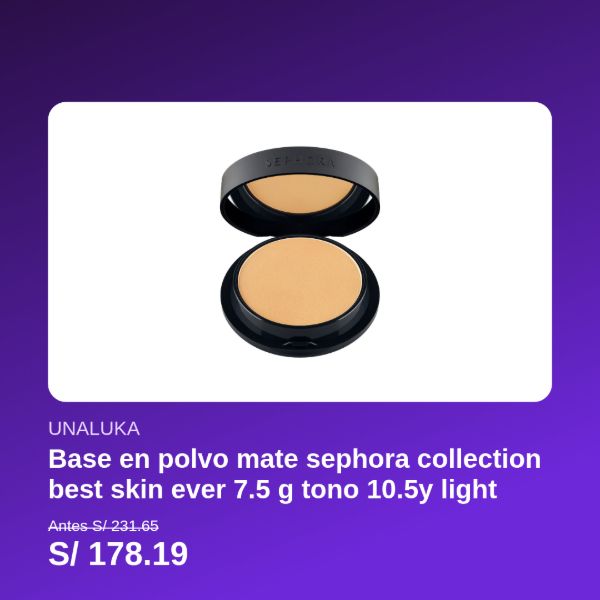 SEPHORA
UNALUKA
Base en polvo mate sephora collection
best skin ever 7.5 g tono 10.5y light
Antes S/ 231.65
S/ 178.19